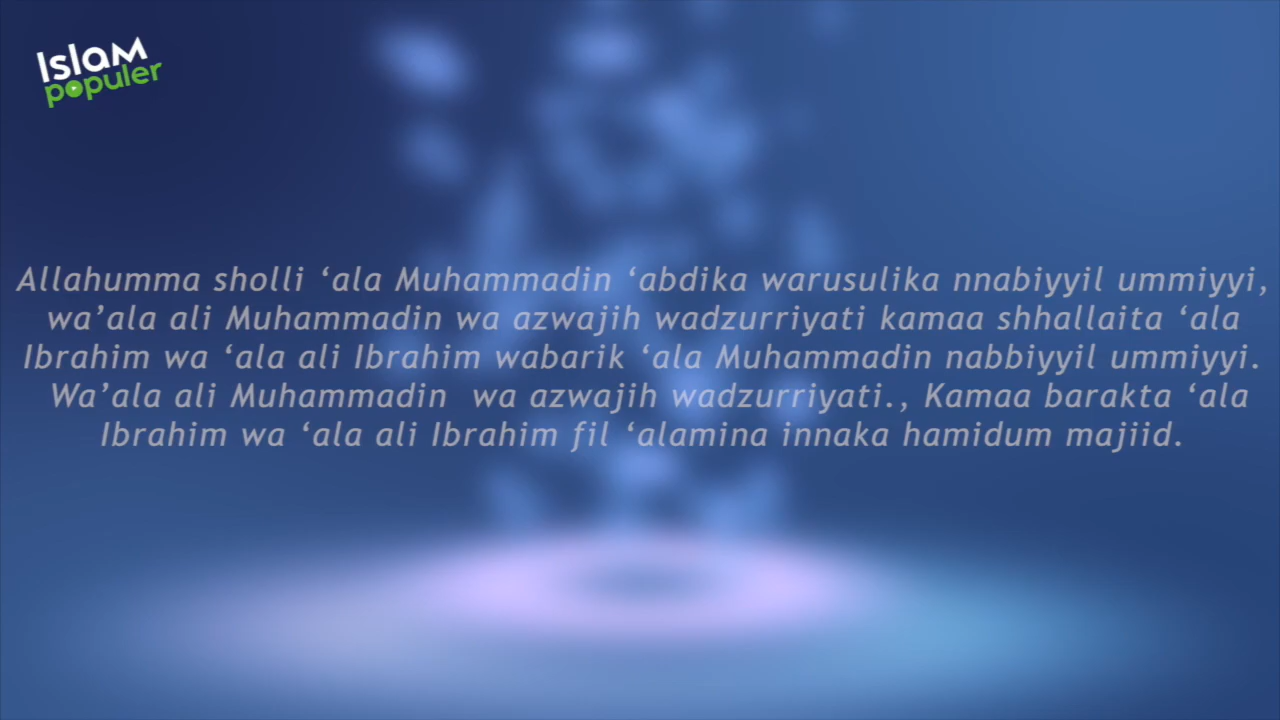 Islam
populer
Allahumma sholli ‘ala Muhammadin ‘abdika warusulika nnabiyyil ummiyyi,
wa’ala ali Muhammadin wa azwajih wadzurriyati kamaa shhallaita ‘ala
Ibrahim wa ‘ala ali Ibrahim wabarik ‘ala Muhammadin nabbiyyil ummiyyi.
Wa’ala ali Muhammadin  wa azwajih wadzurriyati., Kamaa barakta ‘ala
Ibrahim wa ‘ala ali Ibrahim fil ‘alamina innaka hamidum majiid.